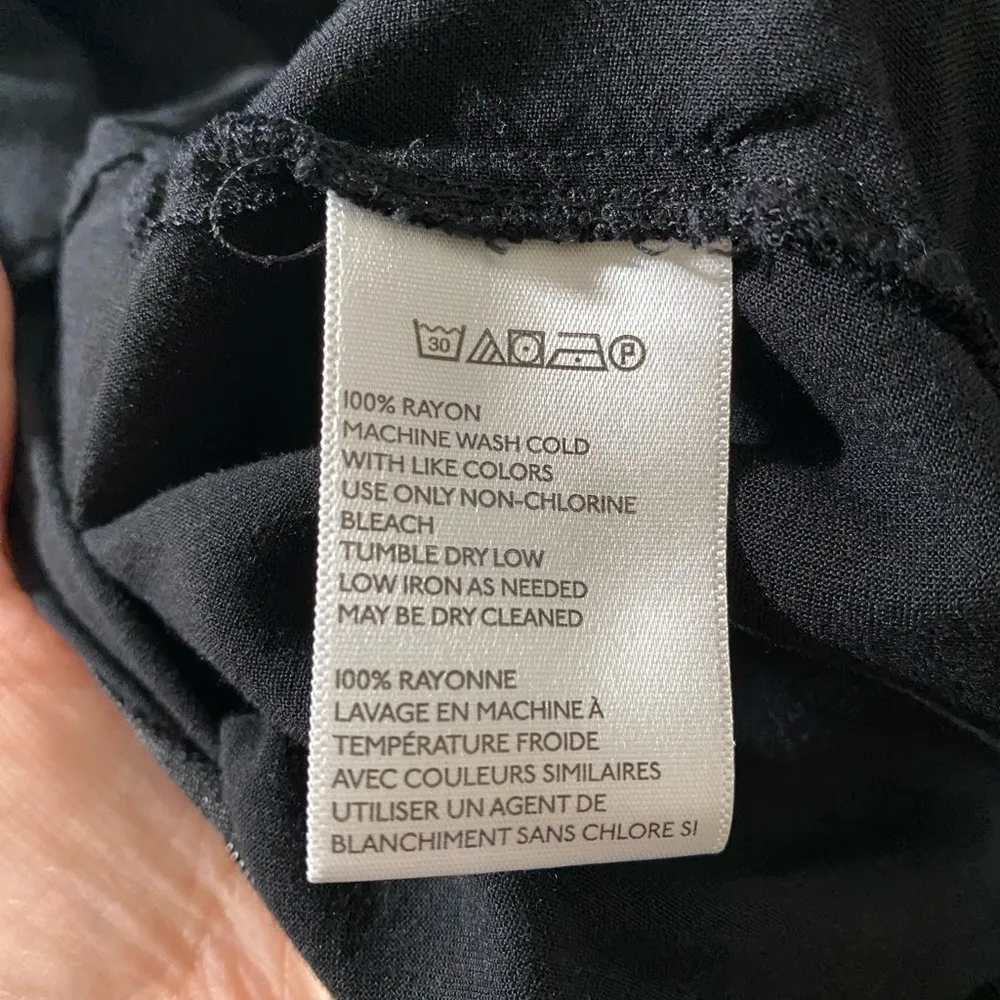 30 P
100% RAYON
MACHINE WASH COLD
WITH LIKE COLORS
USE ONLY NON-CHLORINE
BLEACH
TUMBLE DRY LOW
LOW IRON AS NEEDED
MAY BE DRY CLEANED
100% RAYONNE
LAVAGE EN MACHINE À
TEMPÉRATURE FROIDE
AVEC COULEURS SIMILAIRES
UTILISER UN AGENT DE
BLANCHIMENT SANS CHLORE SI